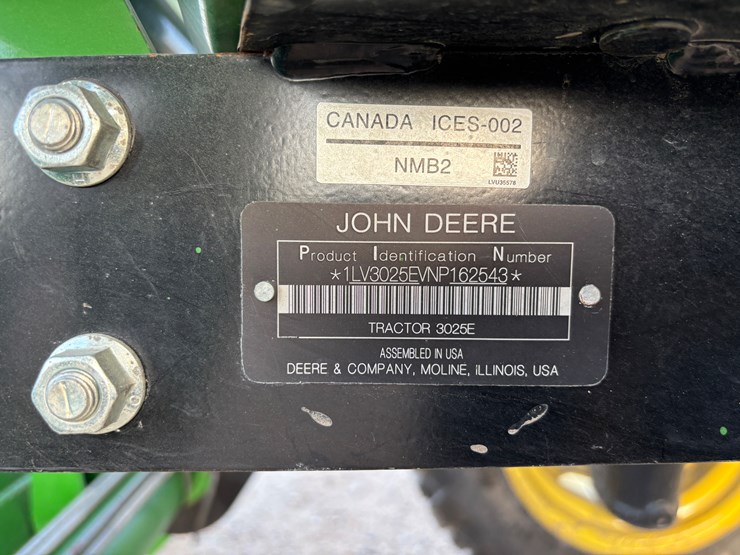 CANADA ICES-002
NMB2
LVU35578
JOHN DEERE
Product Identification Number
*1LV3025EVNP162543*
TRACTOR 3025E
ASSEMBLED IN USA
DEERE & COMPANY, MOLINE, ILLINOIS, USA